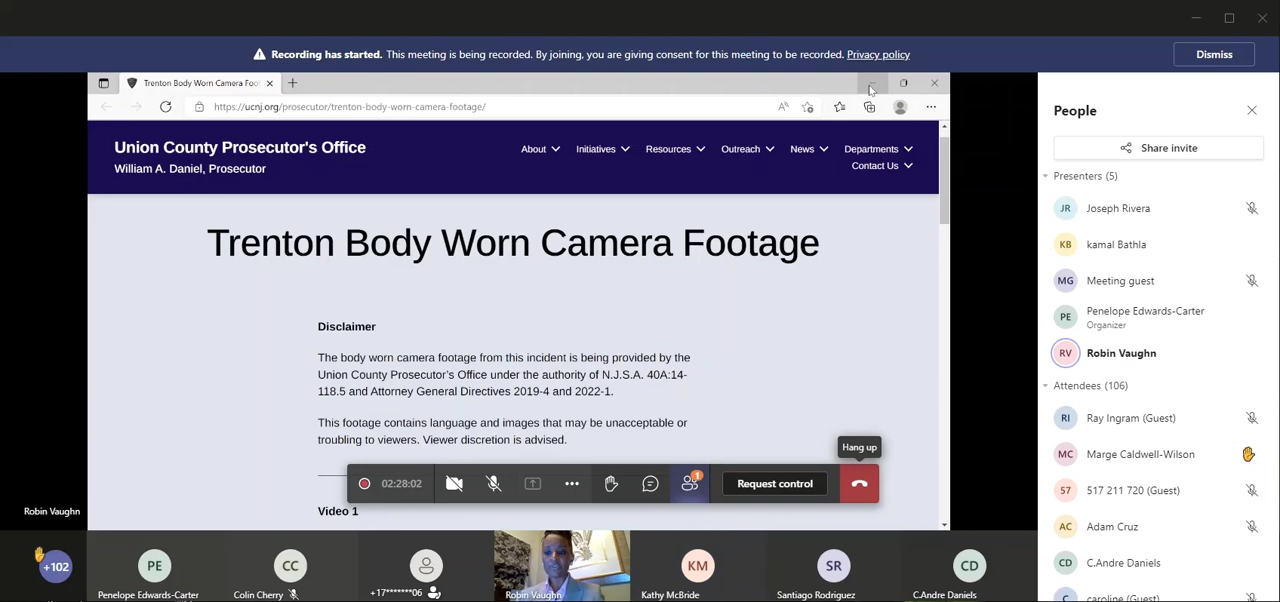 Recording has started. This meeting is being recorded. By joining, you are giving consent for this meeting to be recorded. Privacy policy
Dismiss
Trenton Body Worn Camera Foo
https://ucnj.org/prosecutor/trenton-body-worn-camera-footage/
Union County Prosecutor's Office
William A. Daniel, Prosecutor
About
Initiatives
Resources
Outreach
News
Departments
Contact Us
Trenton Body Worn Camera Footage
Disclaimer
The body worn camera footage from this incident is being provided by the
Union County Prosecutor's Office under the authority of N.J.S.A. 40A:14-
118.5 and Attorney General Directives 2019-4 and 2022-1.
This footage contains language and images that may be unacceptable or
troubling to viewers. Viewer discretion is advised.
Hang up
02:28:02
1
Request control
Video 1
Robin Vaughn
People
Share invite
Presenters (5)
JR Joseph Rivera
KB kamal Bathla
MG Meeting guest
PE Penelope Edwards-Carter
Organizer
RV Robin Vaughn
Attendees (106)
RI Ray Ingram (Guest)
MC Marge Caldwell-Wilson
57 517 211 720 (Guest)
AC Adam Cruz
CD C.Andre Daniels
C caroline (Guest)
+102
PE
Penelope Edwards-Carter
CC
Colin Cherry
+17*******06
Robin Vaughn
KM
Kathy McBride
SR
Santiago Rodriguez
CD
C.Andre Daniels